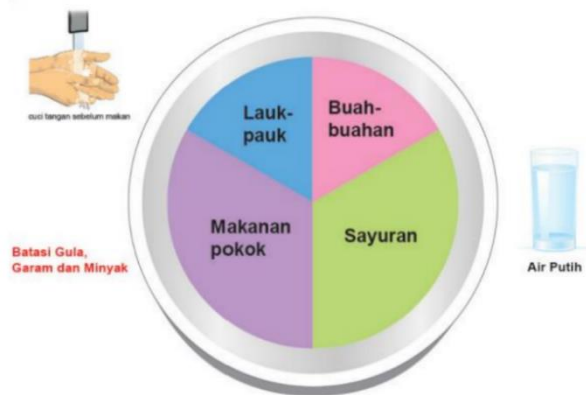 cuci tangan sebelum makan
Lauk-
pauk
Buah-
buahan
Makanan
pokok
Sayuran
Batasi Gula,
Garam dan Minyak
Air Putih